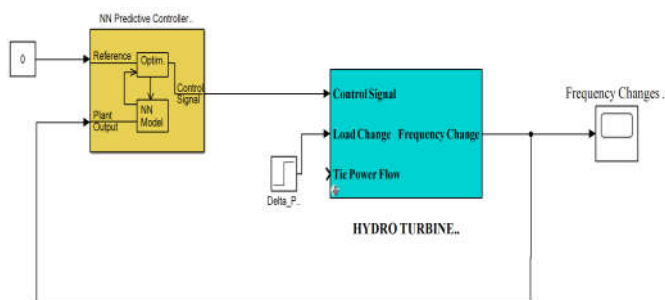 NN Predictive Controller..
0
Reference
Optim.
Control
Signal
Plant
Output
NN
Model
Control Signal
Load Change
Frequency Change
Tie Power Flow
Delta_P..
HYDRO TURBINE..
Frequency Changes .